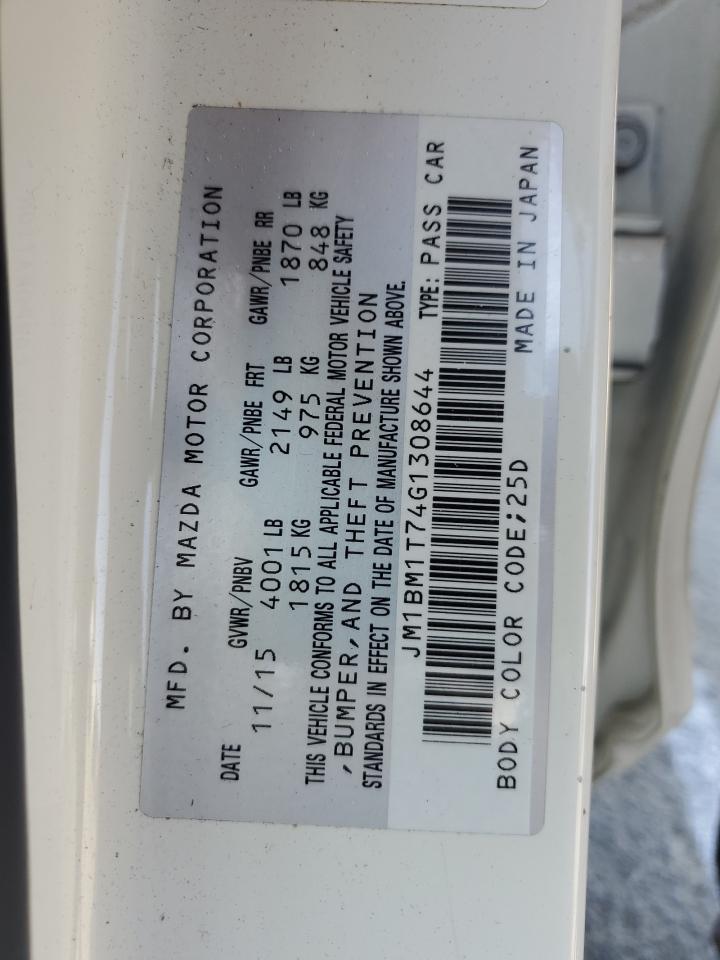 MFD. BY MAZDA MOTOR CORPORATION
DATE GVWR/PNBV GAWR/PNBE FRT GAWR/PNBE RR
11/15 4001 LB 2149 LB 1870 LB
1815 KG 975 KG 848 KG
THIS VEHICLE CONFORMS TO ALL APPLICABLE FEDERAL MOTOR VEHICLE SAFETY
,BUMPER,AND THEFT PREVENTION
STANDARDS IN EFFECT ON THE DATE OF MANUFACTURE SHOWN ABOVE.
JM1BM1T74G1308644 TYPE: PASS CAR
BODY COLOR CODE;25D MADE IN JAPAN